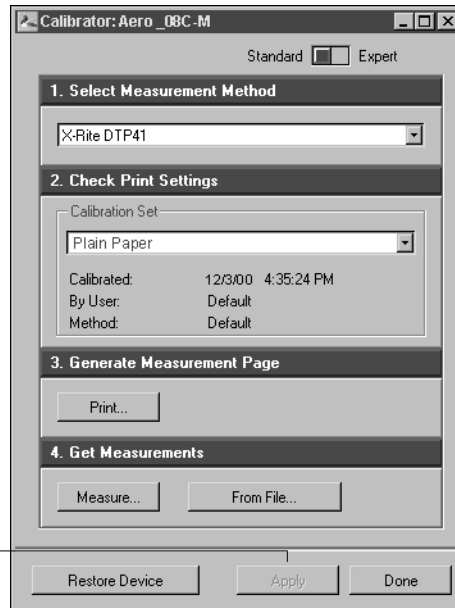 Calibrator: Aero _08C-M
Standard Expert
1. Select Measurement Method
X-Rite DTP41
2. Check Print Settings
Calibration Set
Plain Paper
Calibrated: 12/3/00 4:35:24 PM
By User: Default
Method: Default
3. Generate Measurement Page
Print...
4. Get Measurements
Measure... From File...
Restore Device Apply Done